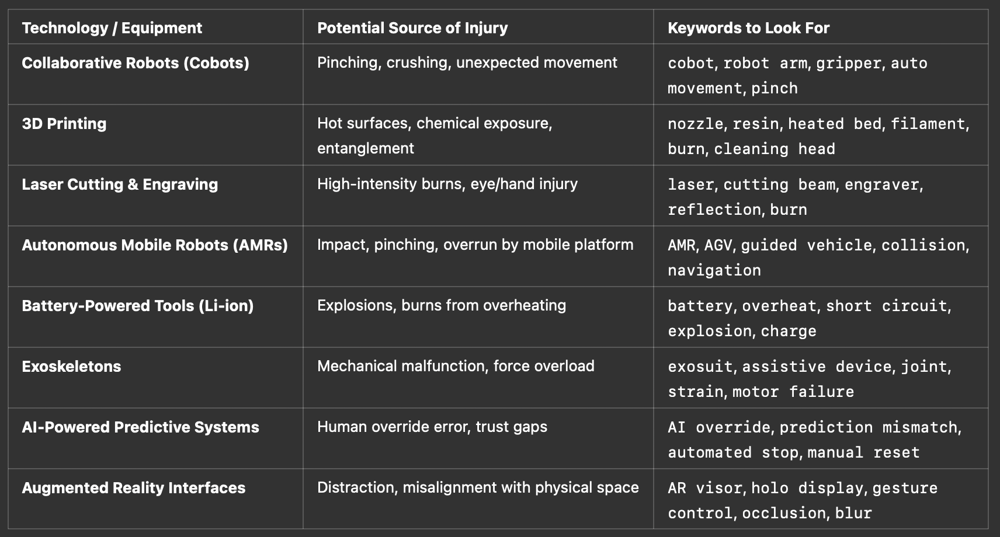 Technology / Equipment Potential Source of Injury Keywords to Look For
Collaborative Robots (Cobots) Pinching, crushing, unexpected movement cobot, robot arm, gripper, auto
movement, pinch
3D Printing Hot surfaces, chemical exposure, nozzle, resin, heated bed, filament,
entanglement burn, cleaning head
Laser Cutting & Engraving High-intensity burns, eye/hand injury laser, cutting beam, engraver,
reflection, burn
Autonomous Mobile Robots (AMRs) Impact, pinching, overrun by mobile platform AMR, AGV, guided vehicle, collision,
navigation
Battery-Powered Tools (Li-ion) Explosions, burns from overheating battery, overheat, short circuit,
explosion, charge
Exoskeletons Mechanical malfunction, force overload exosuit, assistive device, joint,
strain, motor failure
AI-Powered Predictive Systems Human override error, trust gaps AI override, prediction mismatch,
automated stop, manual reset
Augmented Reality Interfaces Distraction, misalignment with physical space AR visor, holo display, gesture
control, occlusion, blur